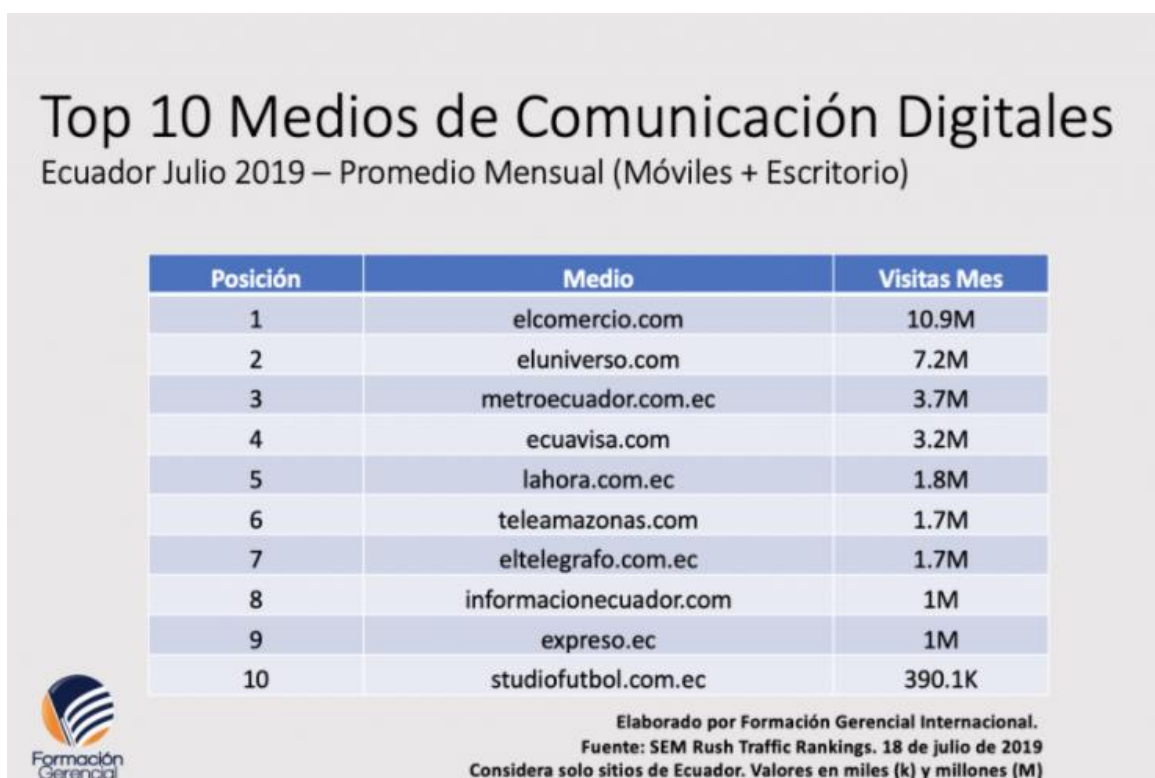 Top 10 Medios de Comunicación Digitales
Ecuador Julio 2019 – Promedio Mensual (Móviles + Escritorio)
Posición Medio Visitas Mes
1 elcomercio.com 10.9M
2 eluniverso.com 7.2M
3 metroecuador.com.ec 3.7M
4 ecuavisa.com 3.2M
5 lahora.com.ec 1.8M
6 teleamazonas.com 1.7M
7 eltelegrafo.com.ec 1.7M
8 informacionecuador.com 1M
9 expreso.ec 1M
10 studiofutbol.com.ec 390.1K
Elaborado por Formación Gerencial Internacional.
Fuente: SEM Rush Traffic Rankings. 18 de julio de 2019
Considera solo sitios de Ecuador. Valores en miles (k) y millones (M)
Formación
Gerencial